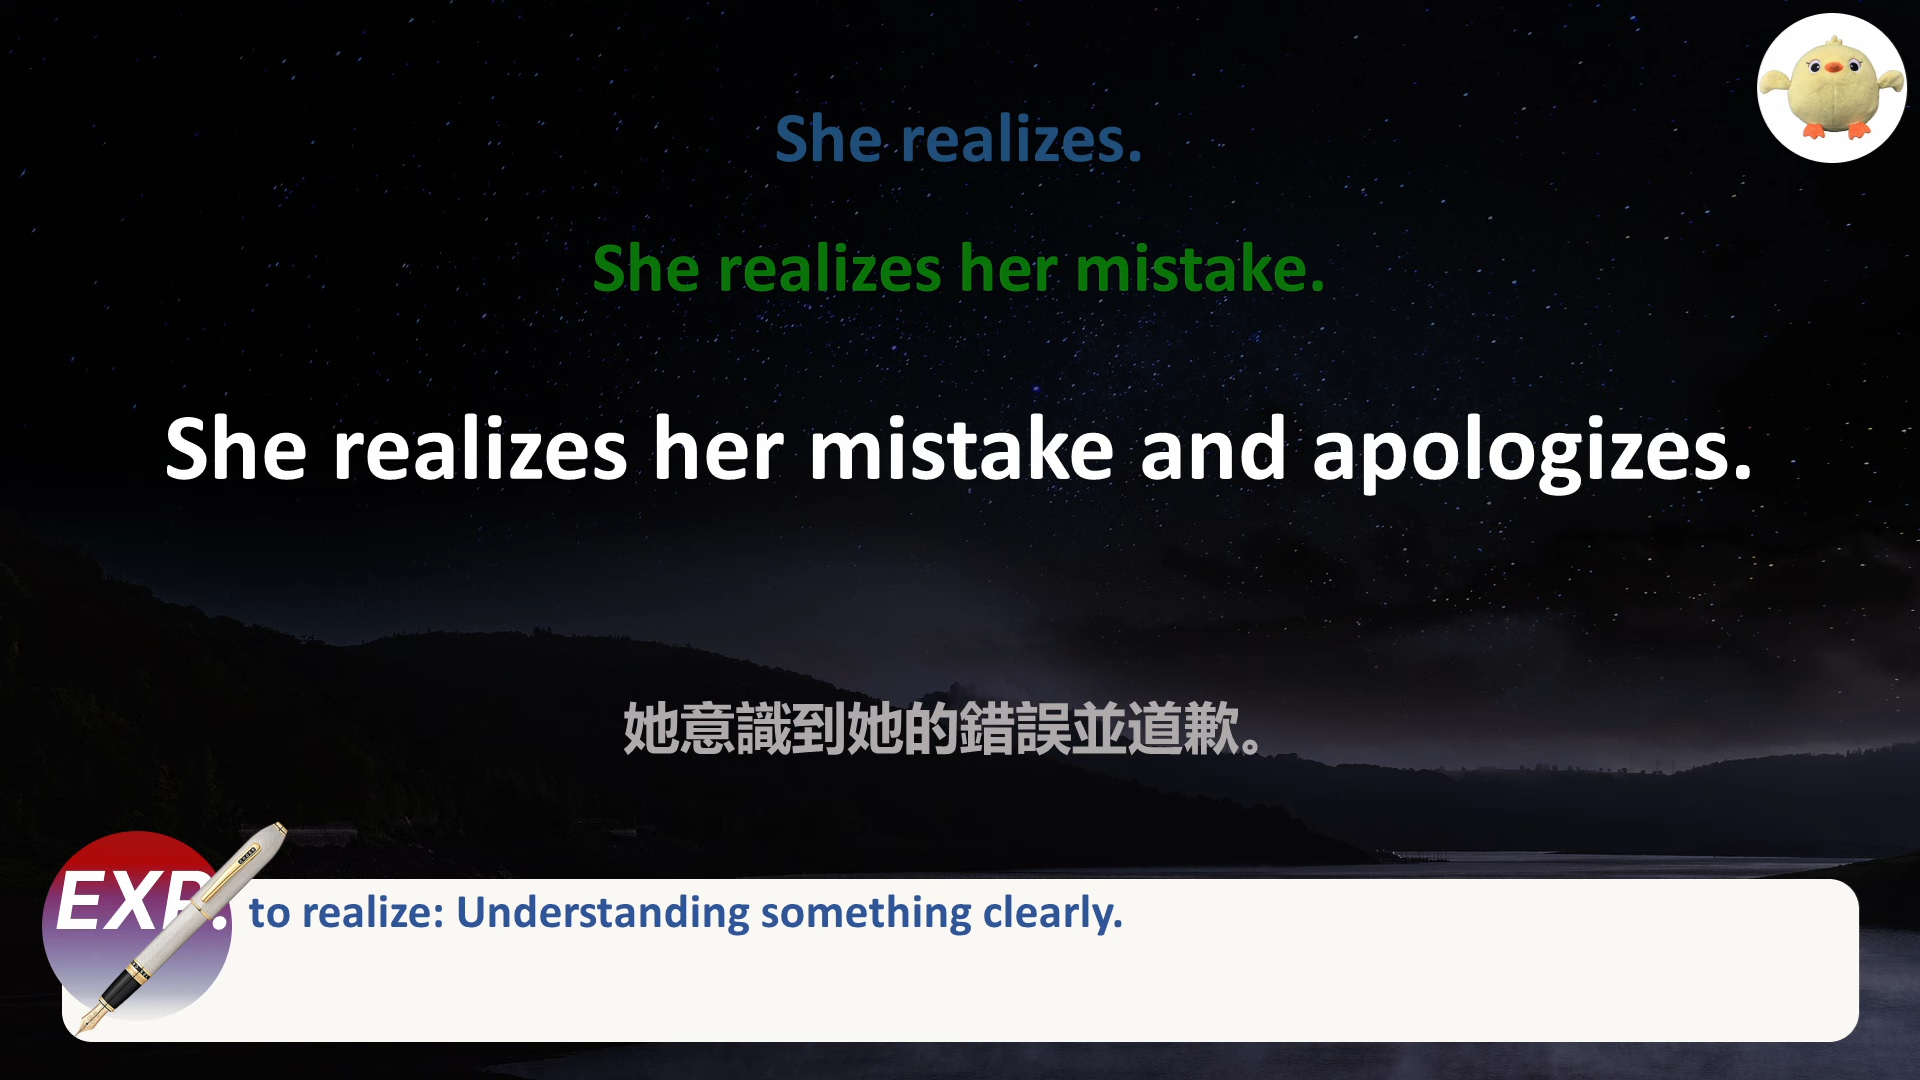 She realizes.
She realizes her mistake.
She realizes her mistake and apologizes.
她意識到她的錯誤並道歉。
EXP.
to realize: Understanding something clearly.